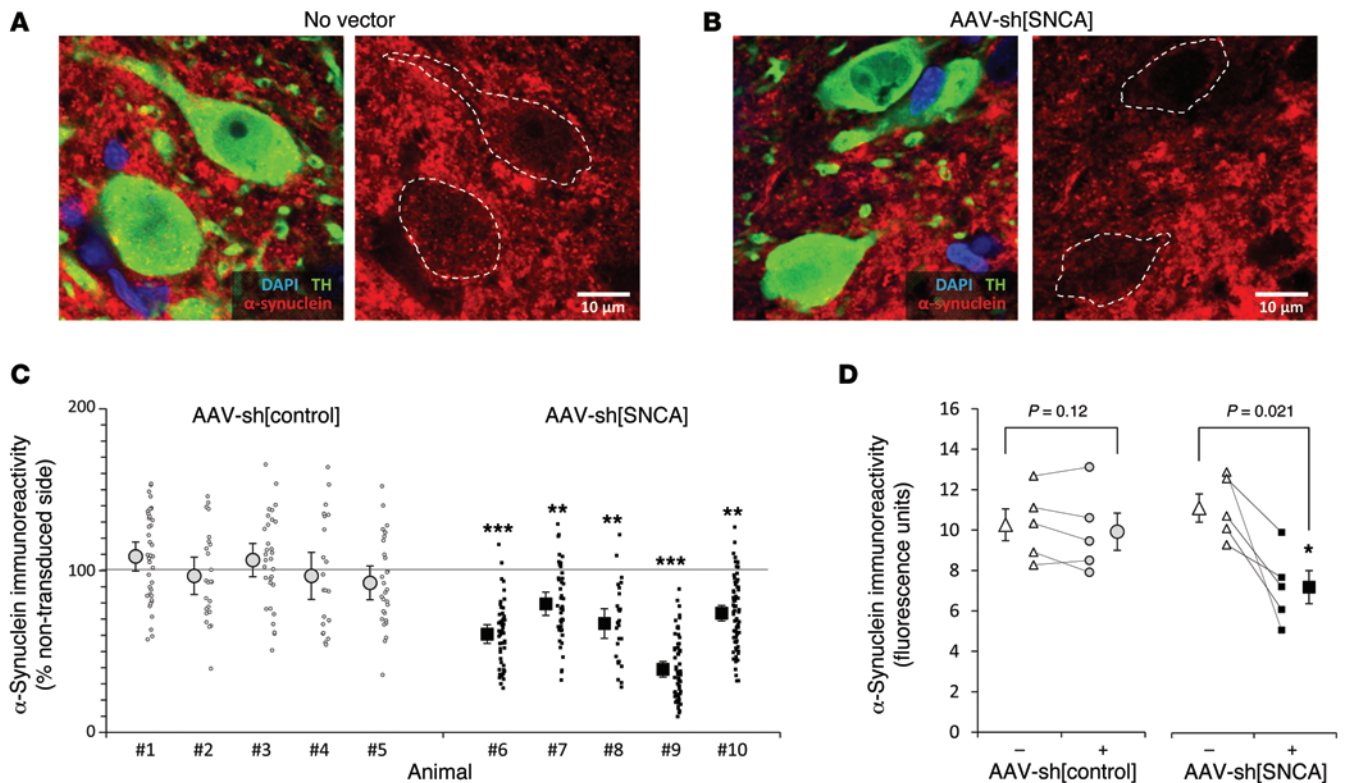 A
No vector
DAPI TH
α-synuclein
10 µm
B
AAV-sh[SNCA]
DAPI TH
α-synuclein
10 µm
C
α-Synuclein immunoreactivity
(% non-transduced side)
200
100
0
AAV-sh[control]
AAV-sh[SNCA]
***
**
**
***
**
#1 #2 #3 #4 #5 #6 #7 #8 #9 #10
Animal
D
α-Synuclein immunoreactivity
(fluorescence units)
16
14
12
10
8
6
4
2
0
P = 0.12
P = 0.021
*
– + – +
AAV-sh[control] AAV-sh[SNCA]